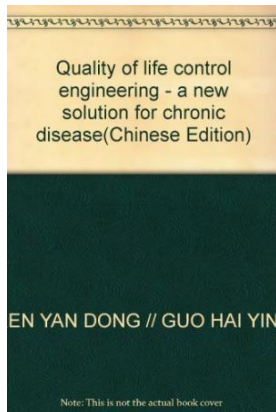 Quality of life control
engineering - a new
solution for chronic
disease(Chinese Edition)
EN YAN DONG // GUO HAI YIN
Note: This is not the actual book cover